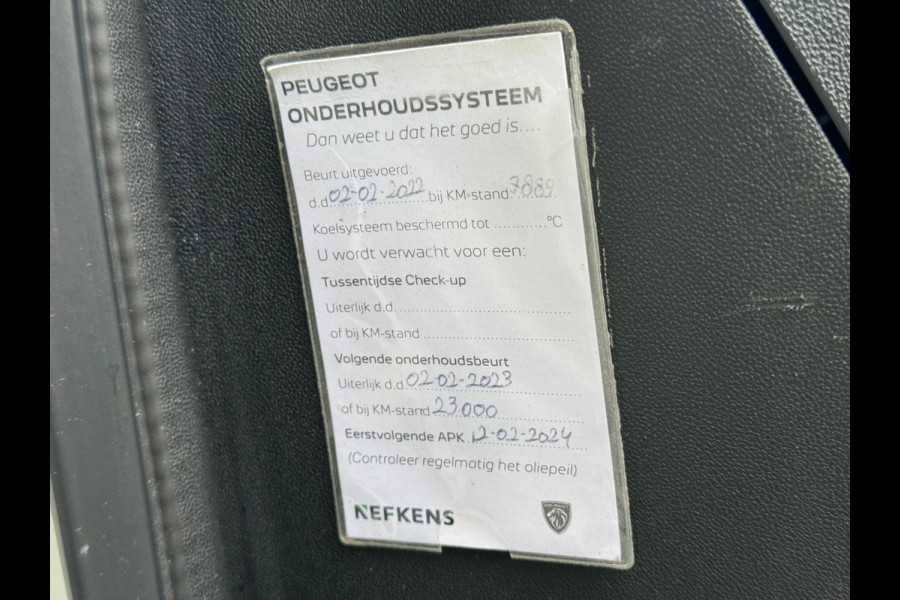 PEUGEOT
ONDERHOUDSSYSTEEM
Dan weet u dat het goed is....
Beurt uitgevoerd:
d.d. 02-02-2022 bij KM-stand: 7889
Koelsysteem beschermd tot ............ °C
U wordt verwacht voor een:
Tussentijdse Check-up
Uiterlijk d.d.
of bij KM-stand
Volgende onderhoudsbeurt
Uiterlijk d.d. 02-02-2023
of bij KM-stand 23.000
Eerstvolgende APK 12-02-2024
(Controleer regelmatig het oliepeil)
NEFKENS